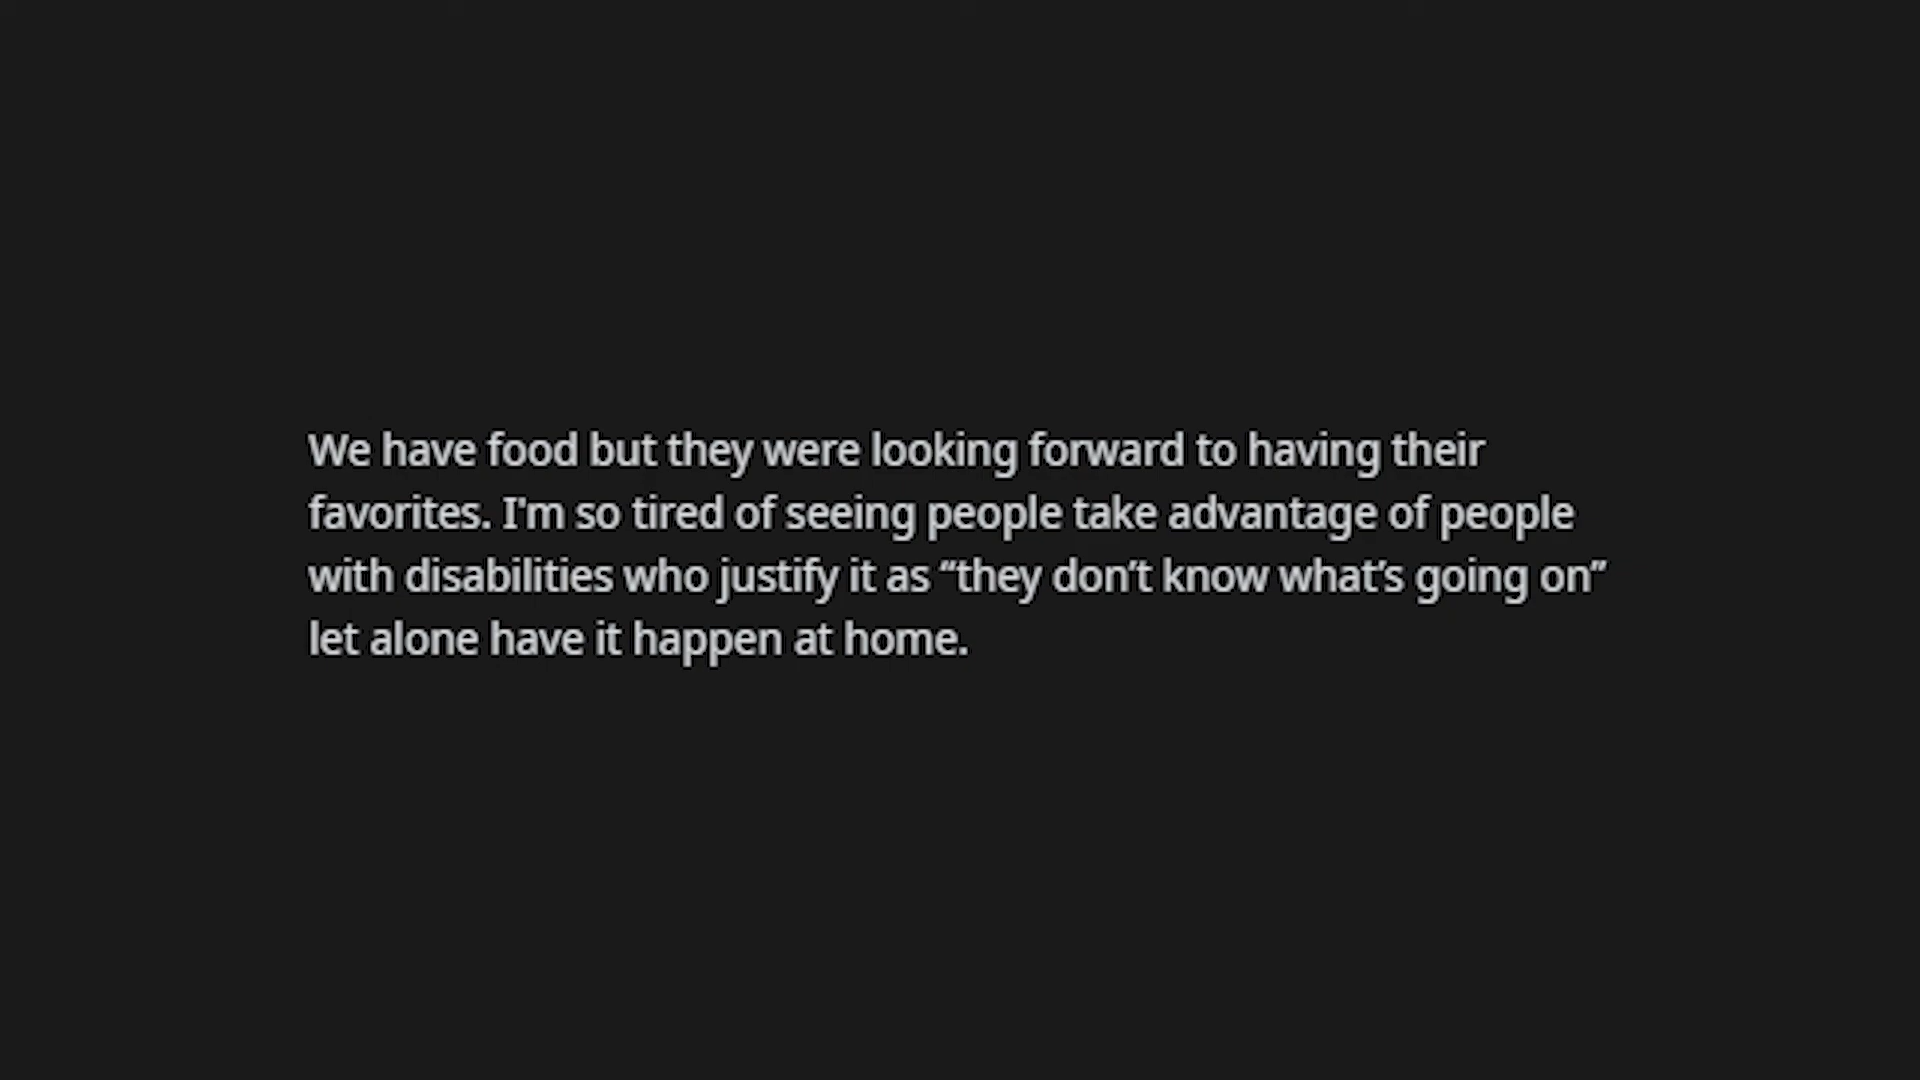 We have food but they were looking forward to having their
favorites. I'm so tired of seeing people take advantage of people
with disabilities who justify it as “they don’t know what’s going on”
let alone have it happen at home.